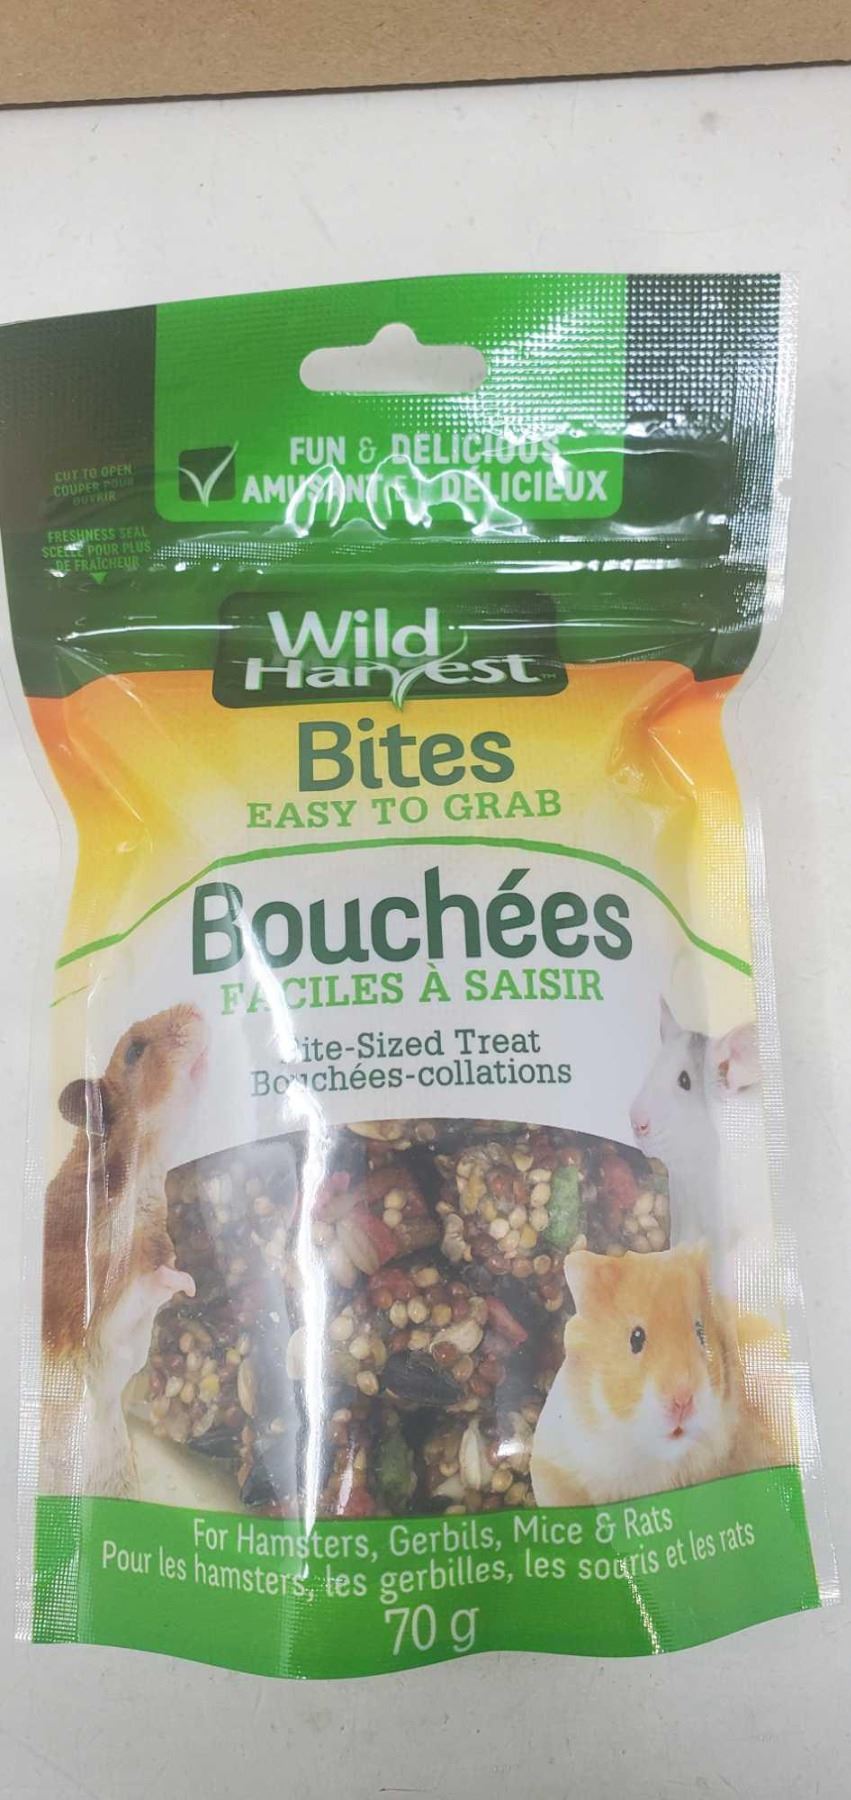 FUN & DELICIOUS
AMUSANT ET DÉLICIEUX
CUT TO OPEN
COUPER POUR
OUVRIR
FRESHNESS SEAL
SCELLÉ POUR PLUS
DE FRAÎCHEUR
Wild
Harvest™
Bites
EASY TO GRAB
Bouchées
FACILES À SAISIR
Bite-Sized Treat
Bouchées-collations
For Hamsters, Gerbils, Mice & Rats
Pour les hamsters, les gerbilles, les souris et les rats
70 g